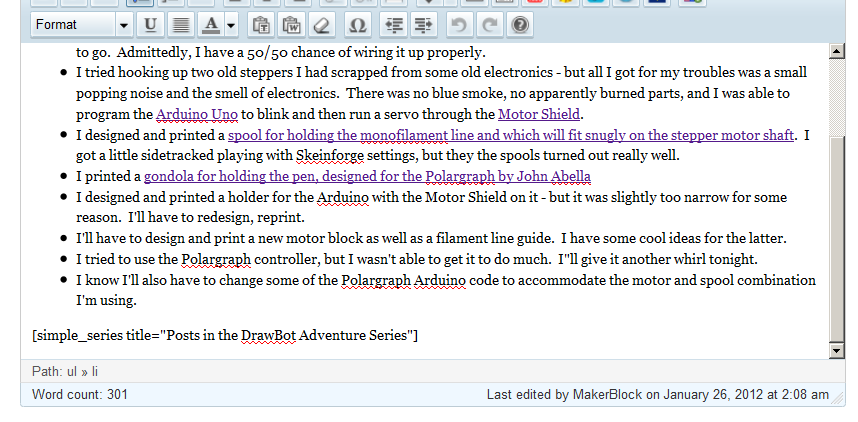 Format
to go.  Admittedly, I have a 50/50 chance of wiring it up properly.
I tried hooking up two old steppers I had scrapped from some old electronics - but all I got for my troubles was a small
popping noise and the smell of electronics.  There was no blue smoke, no apparently burned parts, and I was able to
program the Arduino Uno to blink and then run a servo through the Motor Shield.
I designed and printed a spool for holding the monofilament line and which will fit snugly on the stepper motor shaft.  I
got a little sidetracked playing with Skeinforge settings, but they the spools turned out really well.
I printed a gondola for holding the pen, designed for the Polargraph by John Abella
I designed and printed a holder for the Arduino with the Motor Shield on it - but it was slightly too narrow for some
reason.  I'll have to redesign, reprint.
I'll have to design and print a new motor block as well as a filament line guide.  I have some cool ideas for the latter.
I tried to use the Polargraph controller, but I wasn't able to get it to do much.  I"ll give it another whirl tonight.
I know I'll also have to change some of the Polargraph Arduino code to accommodate the motor and spool combination
I'm using.
[simple_series title="Posts in the DrawBot Adventure Series"]
Path: ul » li
Word count: 301 Last edited by MakerBlock on January 26, 2012 at 2:08 am